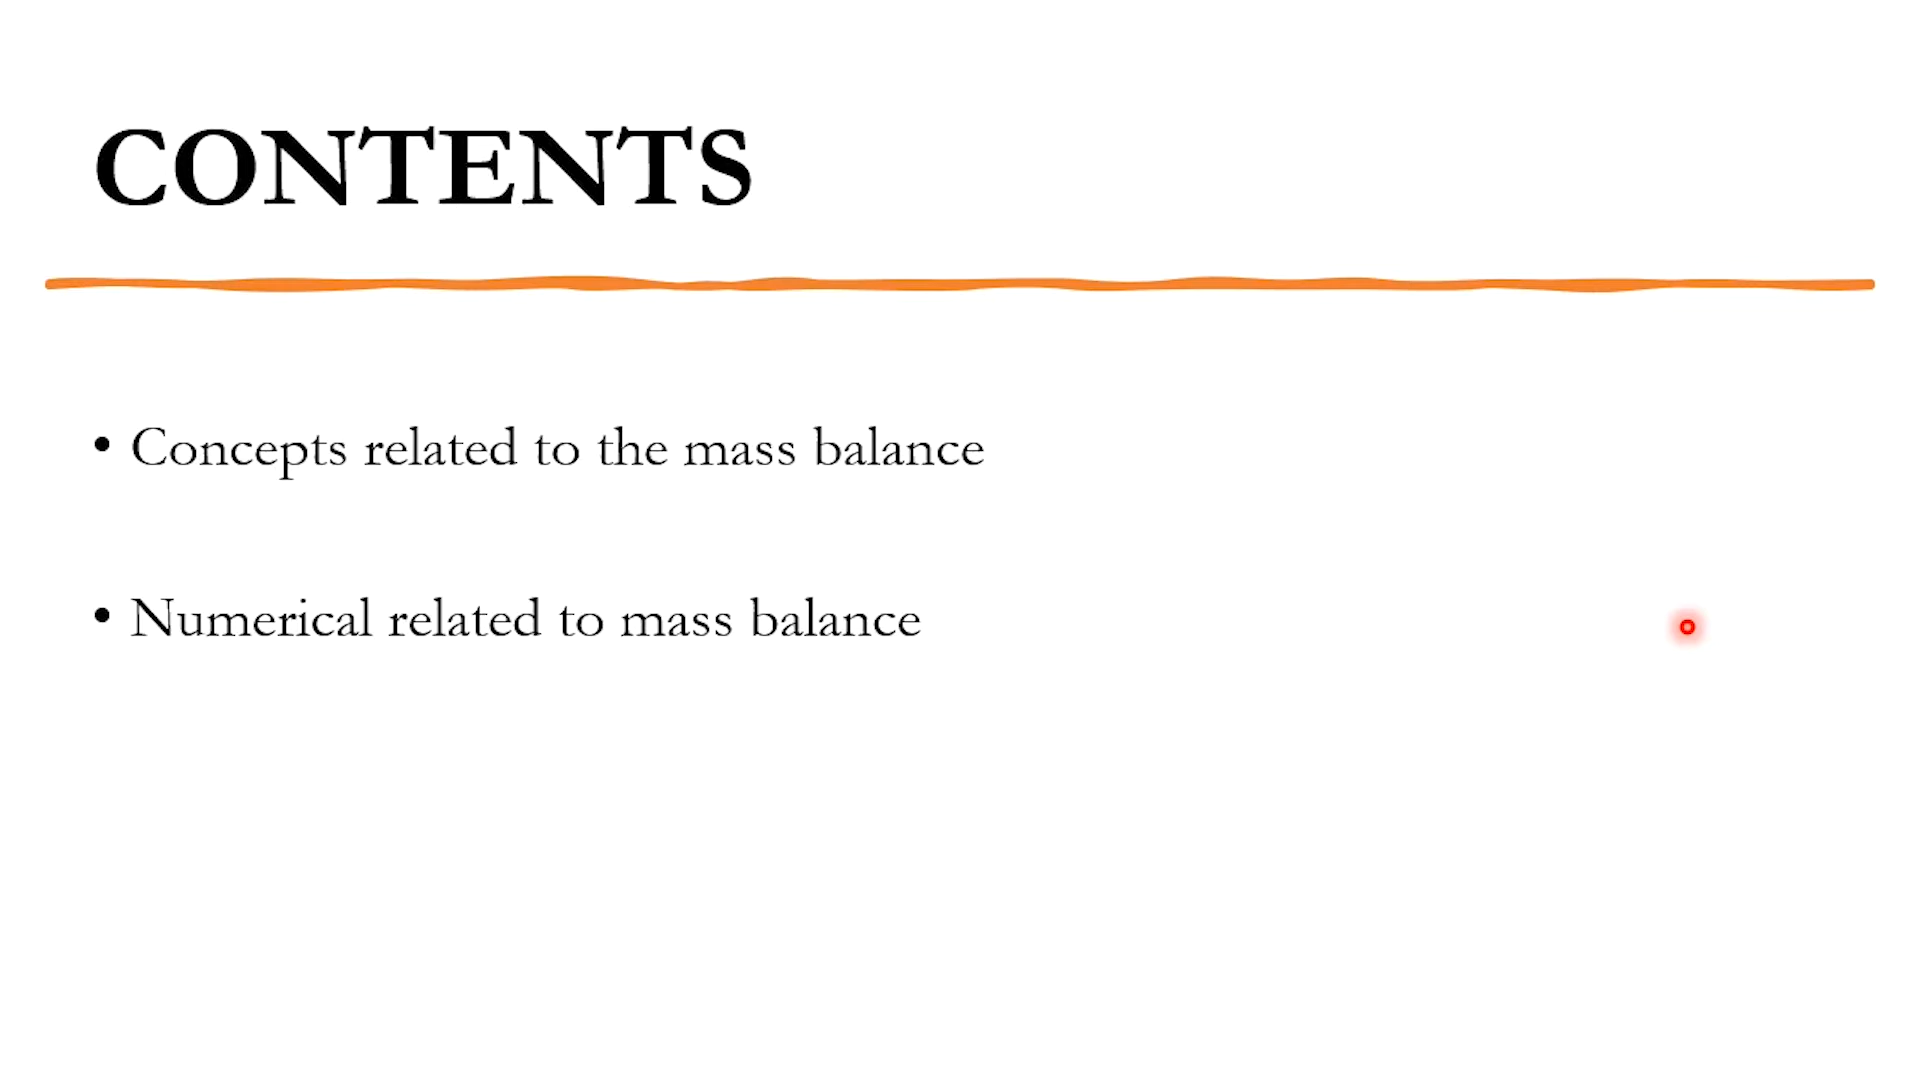 CONTENTS
• Concepts related to the mass balance
• Numerical related to mass balance